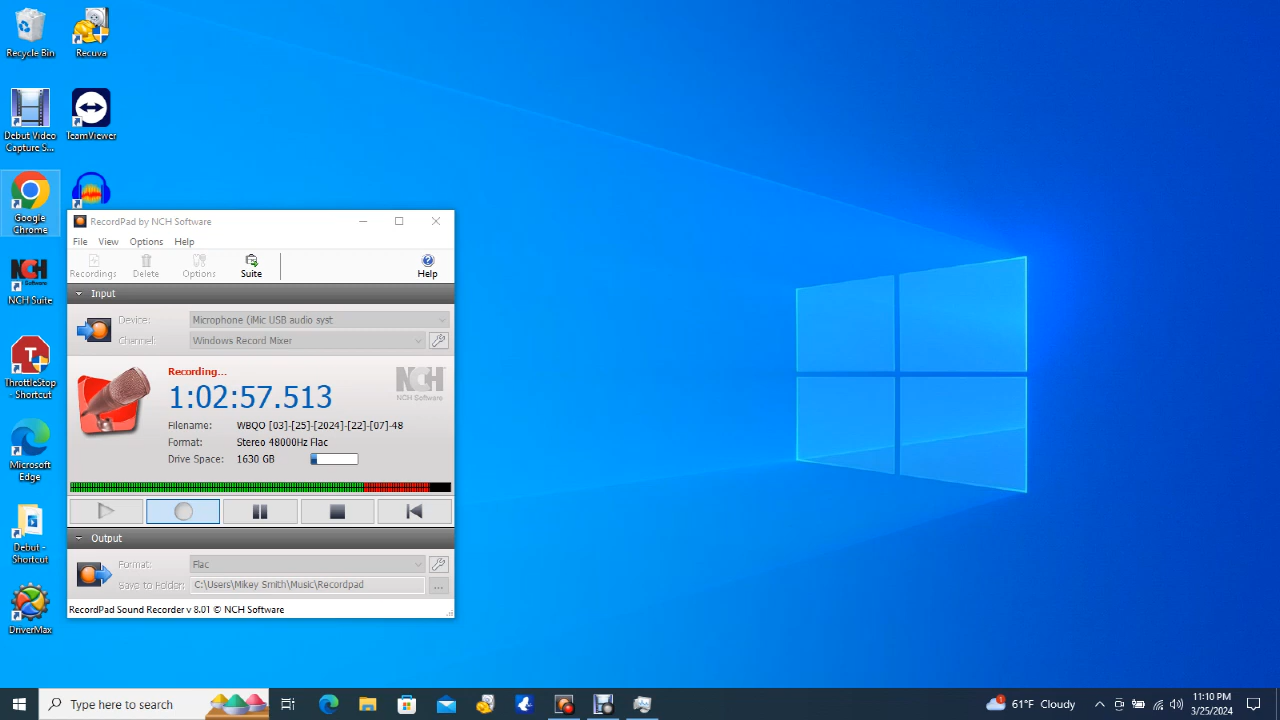 Recycle Bin
Recuva
Debut Video
Capture S...
TeamViewer
Google
Chrome
NCH
Software
NCH Suite
ThrottleStop
- Shortcut
Microsoft
Edge
Debut -
Shortcut
DriverMax
RecordPad by NCH Software
File View Options Help
Recordings Delete Options Suite Help
Input
Device: Microphone (iMic USB audio syst
Channel: Windows Record Mixer
Recording...
1:02:57.513
NCH
NCH Software
Filename: WBQO [03]-[25]-[2024]-[22]-[07]-48
Format: Stereo 48000Hz Flac
Drive Space: 1630 GB
Output
Format: Flac
Save to Folder: C:\Users\Mikey Smith\Music\Recordpad
...
RecordPad Sound Recorder v 8.01 © NCH Software
Type here to search
1
61°F Cloudy
11:10 PM
3/25/2024